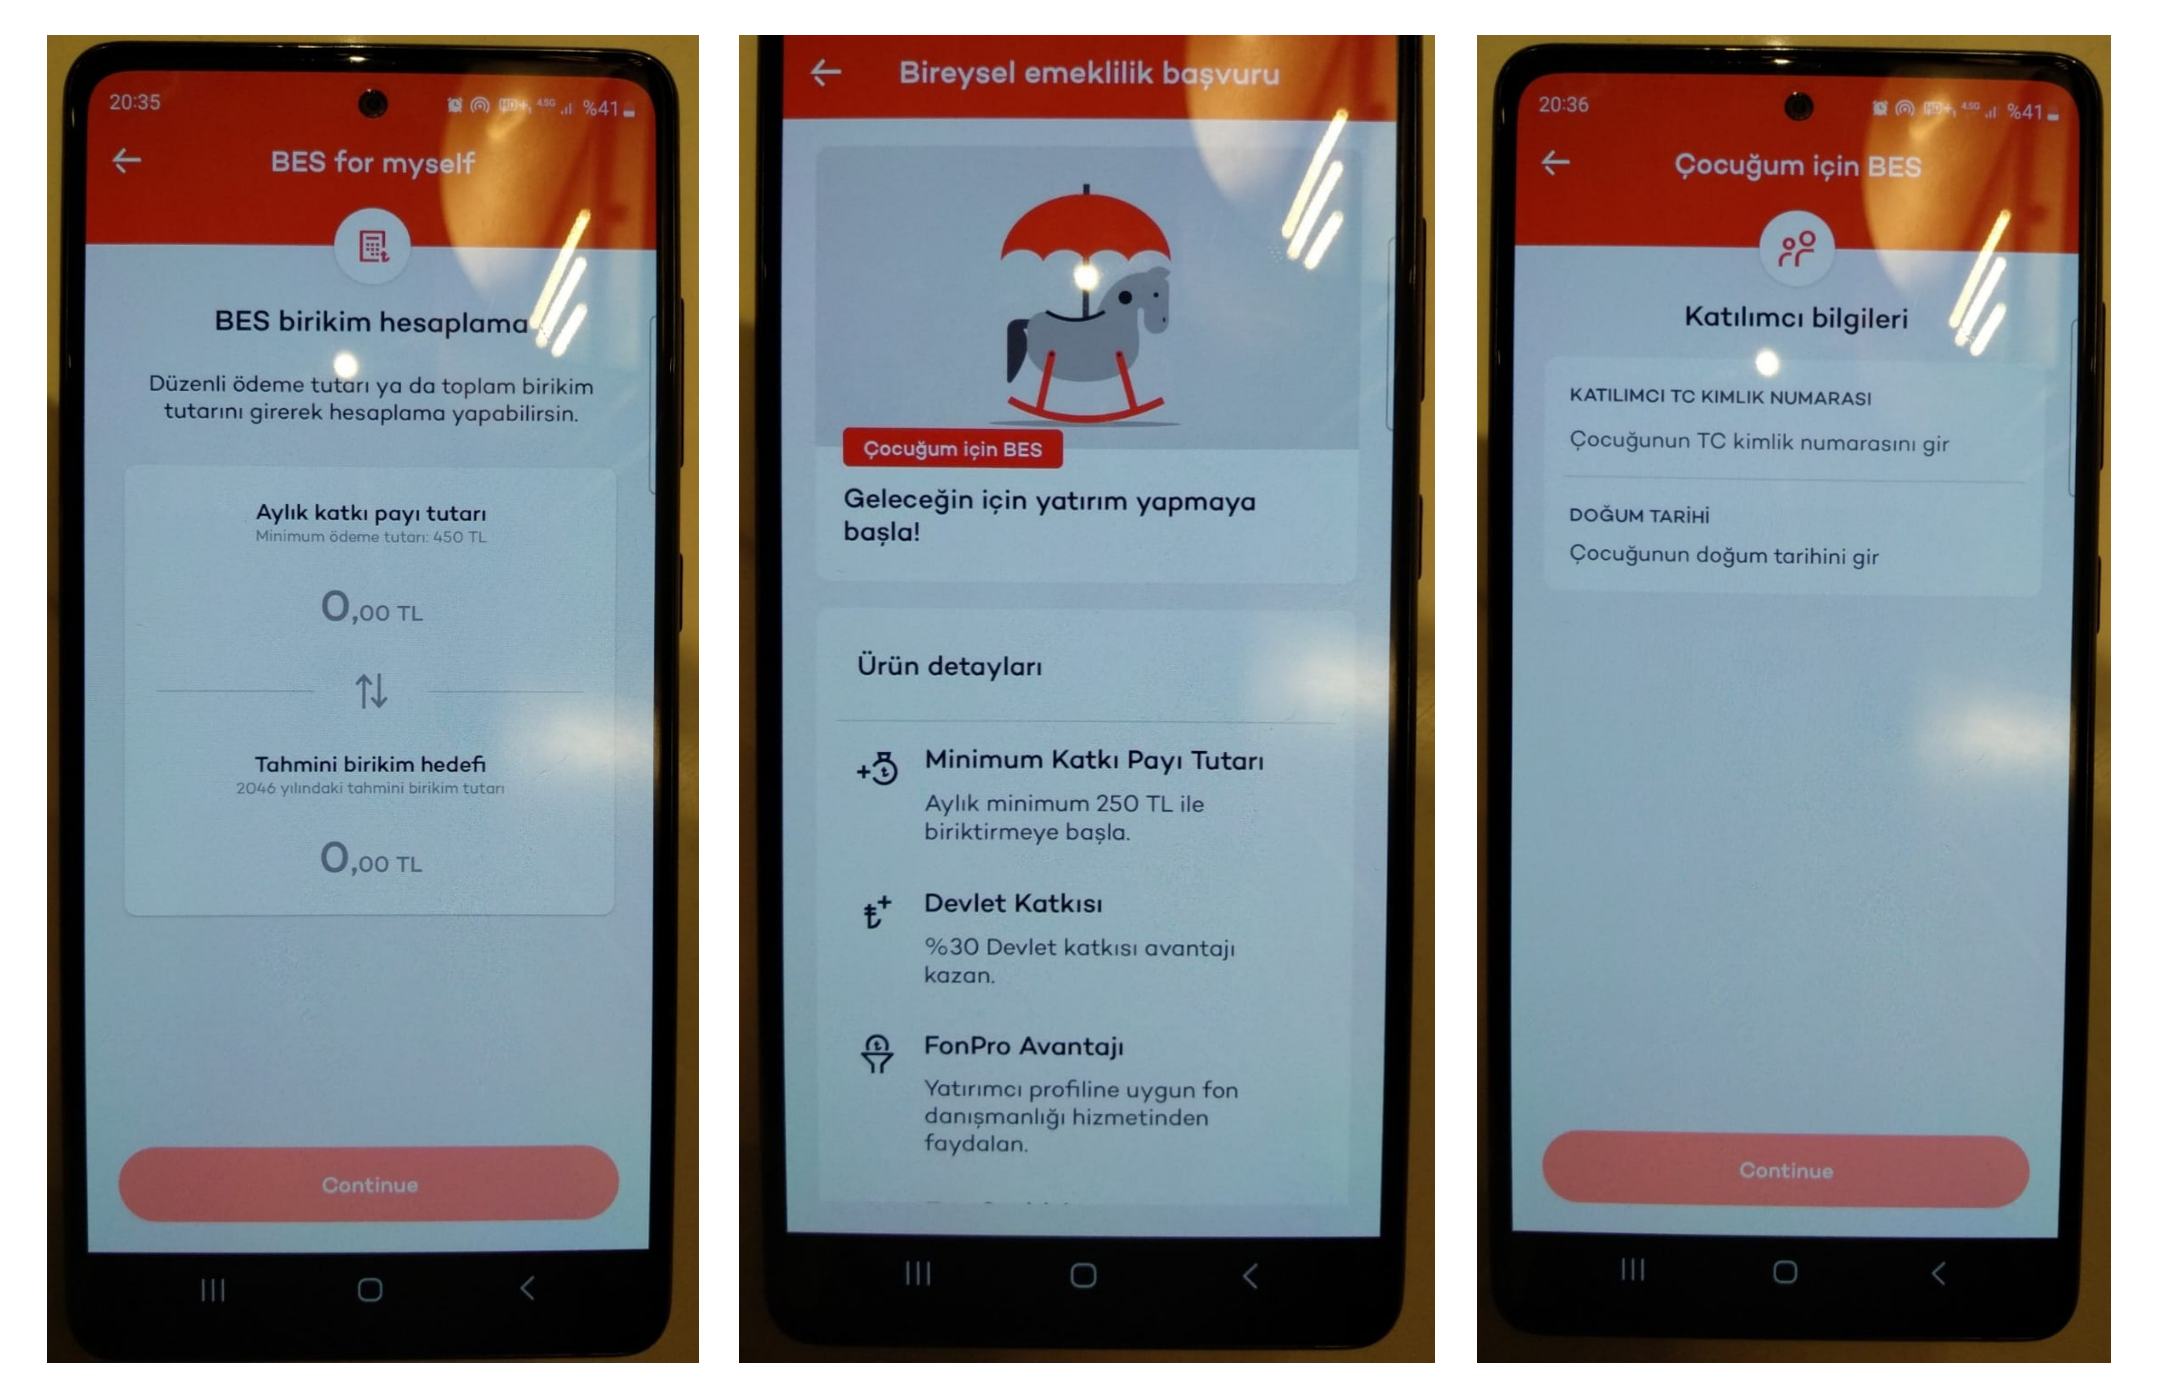 20:35
4.5G %41
BES for myself
BES birikim hesaplama
Düzenli ödeme tutarı ya da toplam birikim
tutarını girerek hesaplama yapabilirsin.
Aylık katkı payı tutarı
Minimum ödeme tutarı: 450 TL
0,00 TL
Tahmini birikim hedefi
2046 yılındaki tahmini birikim tutarı
0,00 TL
Continue
Bireysel emeklilik başvuru
Çocuğum için BES
Geleceğin için yatırım yapmaya
başla!
Ürün detayları
Minimum Katkı Payı Tutarı
Aylık minimum 250 TL ile
biriktirmeye başla.
Devlet Katkısı
%30 Devlet katkısı avantajı
kazan.
FonPro Avantajı
Yatırımcı profiline uygun fon
danışmanlığı hizmetinden
faydalan.
20:36
4.5G %41
Çocuğum için BES
Katılımcı bilgileri
KATILIMCI TC KIMLIK NUMARASI
Çocuğunun TC kimlik numarasını gir
DOĞUM TARİHİ
Çocuğunun doğum tarihini gir
Continue